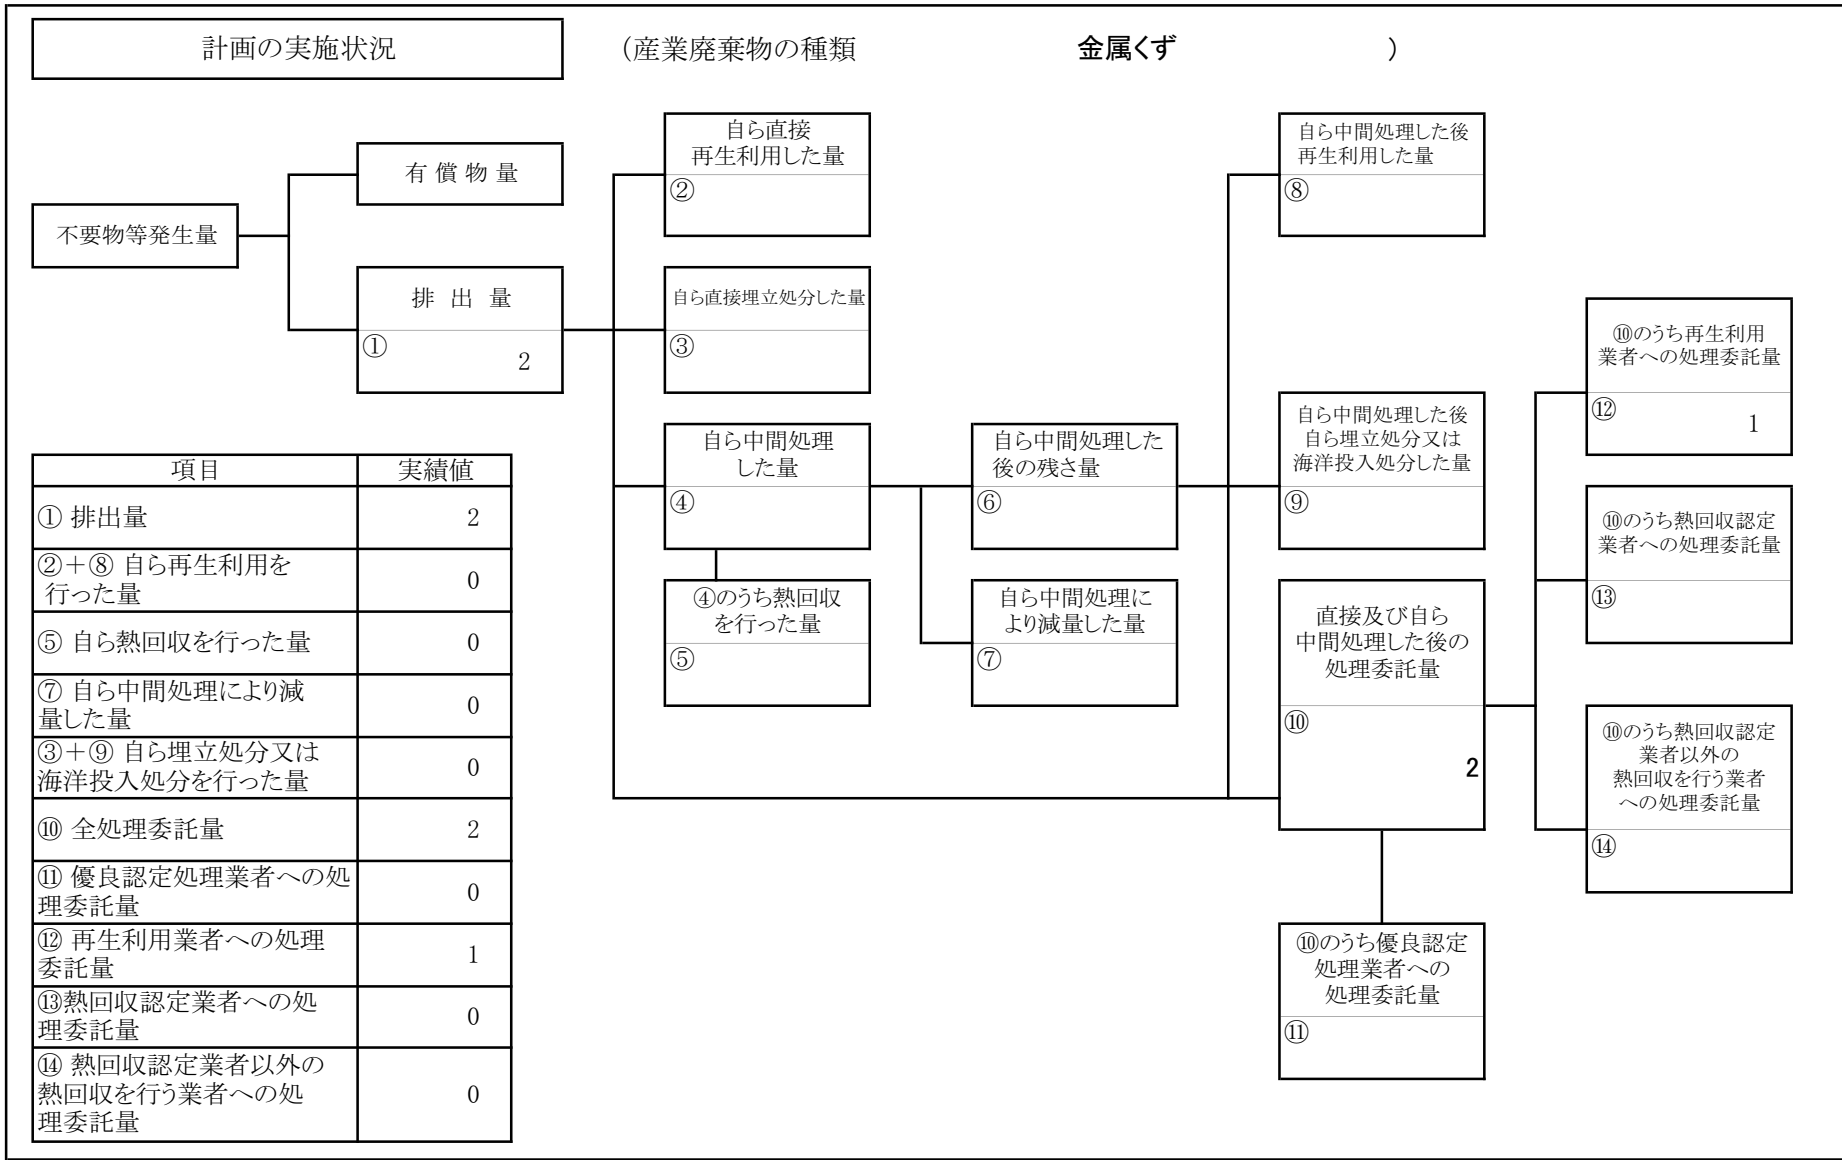 計画の実施状況
(産業廃棄物の種類 金属くず )
不要物等発生量
有 償 物 量
排 出 量
①
2
自ら直接
再生利用した量
②
自ら直接埋立処分した量
③
自ら中間処理
した量
④
④のうち熱回収
を行った量
⑤
自ら中間処理した
後の残さ量
⑥
自ら中間処理に
より減量した量
⑦
自ら中間処理した後
再生利用した量
⑧
自ら中間処理した後
自ら埋立処分又は
海洋投入処分した量
⑨
直接及び自ら
中間処理した後の
処理委託量
⑩
2
⑩のうち優良認定
処理業者への
処理委託量
⑪
⑩のうち再生利用
業者への処理委託量
⑫
1
⑩のうち熱回収認定
業者への処理委託量
⑬
⑩のうち熱回収認定
業者以外の
熱回収を行う業者
への処理委託量
⑭
項目 実績値
① 排出量 2
②+⑧ 自ら再生利用を
行った量 0
⑤ 自ら熱回収を行った量 0
⑦ 自ら中間処理により減
量した量 0
③+⑨ 自ら埋立処分又は
海洋投入処分を行った量 0
⑩ 全処理委託量 2
⑪ 優良認定処理業者への処
理委託量 0
⑫ 再生利用業者への処理
委託量 1
⑬熱回収認定業者への処
理委託量 0
⑭ 熱回収認定業者以外の
熱回収を行う業者への処
理委託量 0